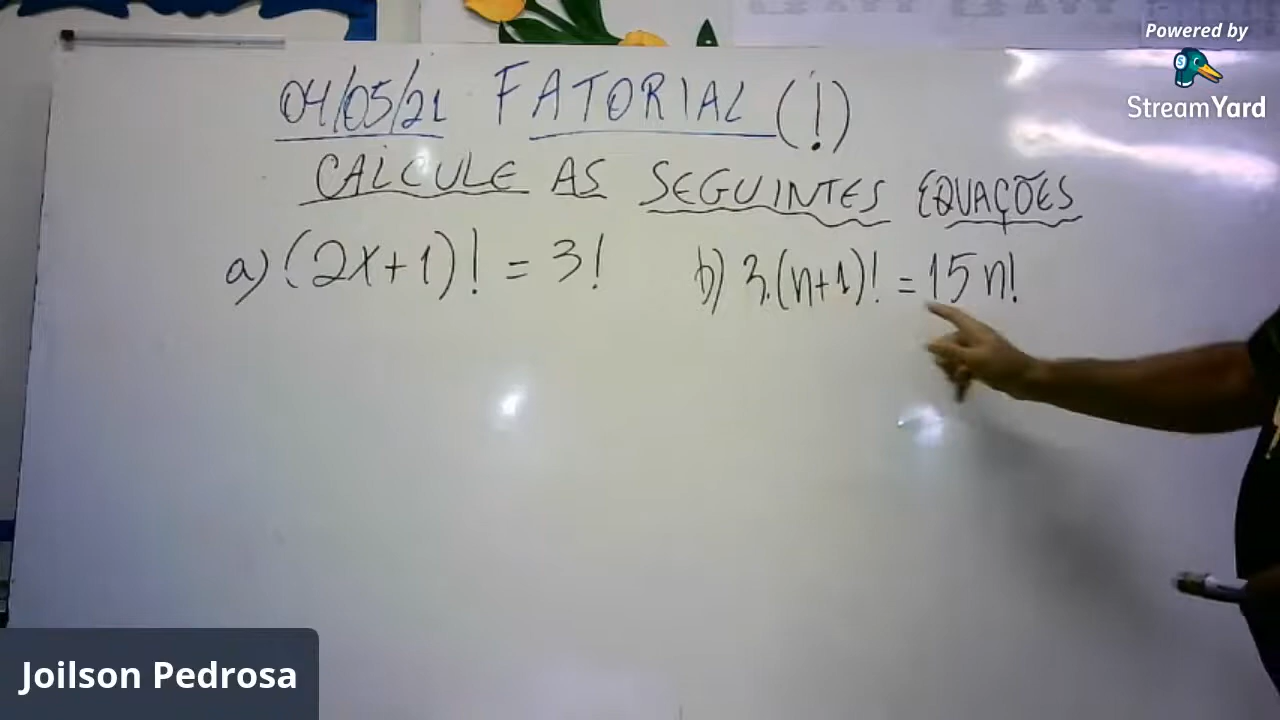 Powered by
StreamYard
04/05/21 FATORIAL (!)
CALCULE AS SEGUINTES EQUAÇÕES
a) (2x+1)! = 3! b) 3.(n+1)! = 15 n!
Joilson Pedrosa